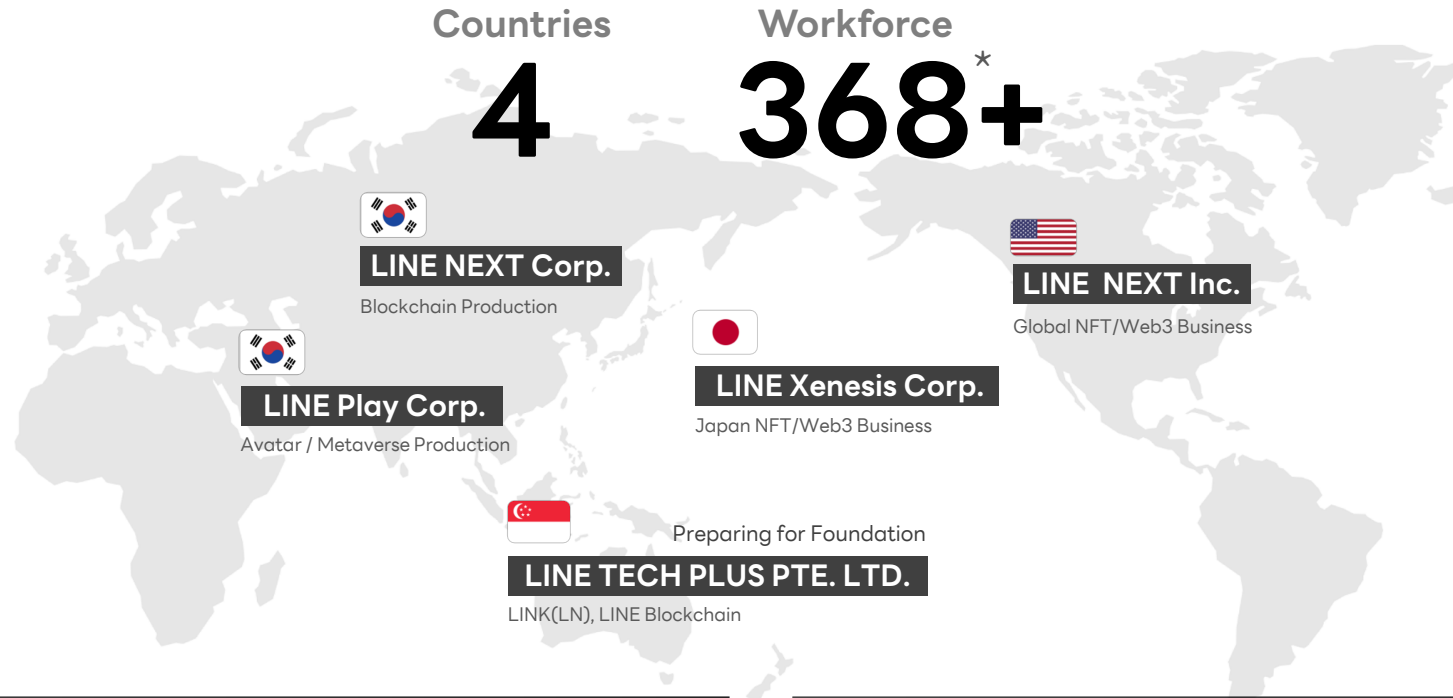 Countries
4
Workforce
368+*
LINE NEXT Corp.
Blockchain Production
LINE NEXT Inc.
Global NFT/Web3 Business
LINE Play Corp.
Avatar / Metaverse Production
LINE Xenesis Corp.
Japan NFT/Web3 Business
Preparing for Foundation
LINE TECH PLUS PTE. LTD.
LINK(LN), LINE Blockchain